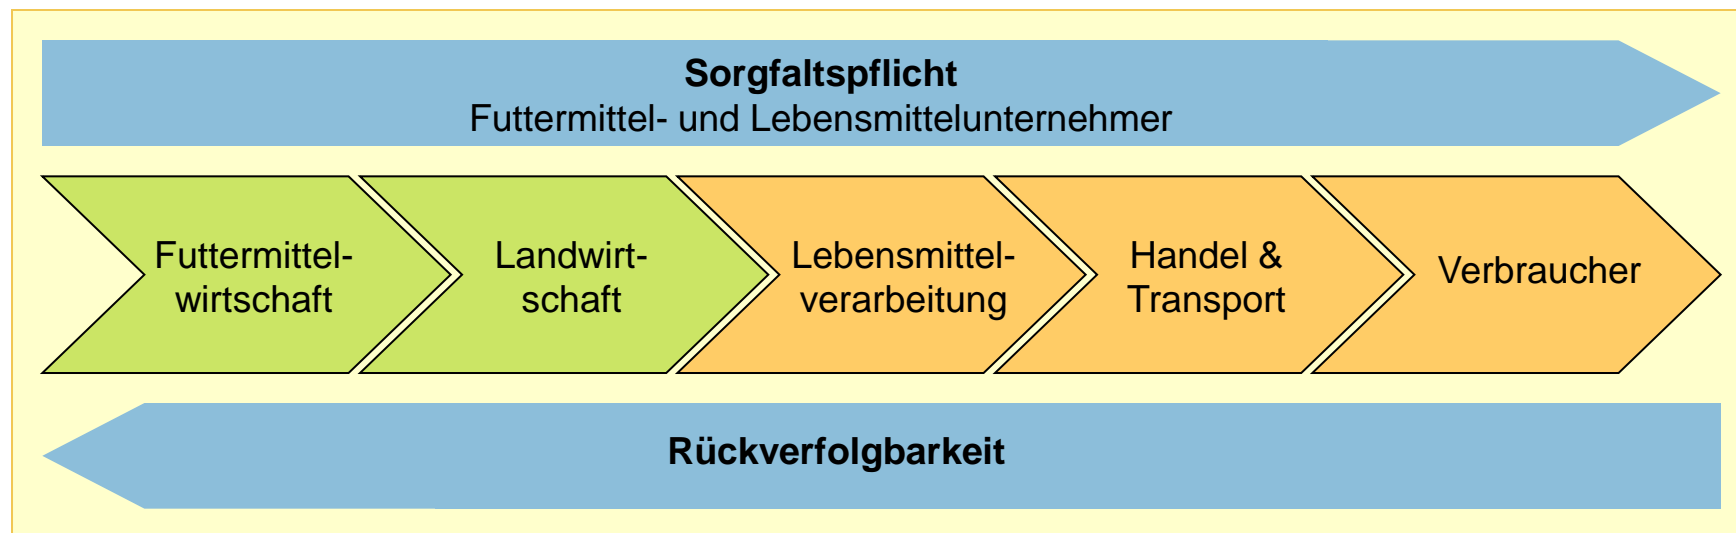 Sorgfaltspflicht
Futtermittel- und Lebensmittelunternehmer
Futtermittel-
wirtschaft
Landwirt-
schaft
Lebensmittel-
verarbeitung
Handel &
Transport
Verbraucher
Rückverfolgbarkeit